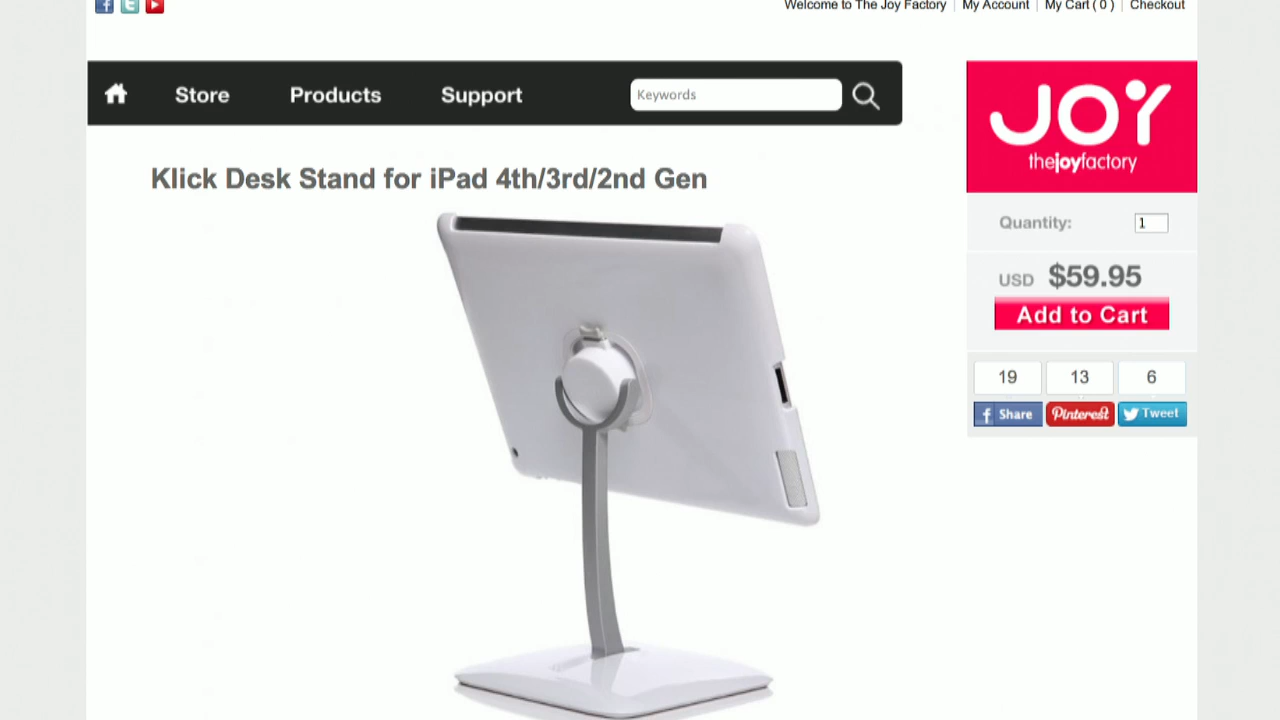 Welcome to The Joy Factory | My Account | My Cart ( 0 ) | Checkout
Store Products Support Keywords
JOY
thejoyfactory
Klick Desk Stand for iPad 4th/3rd/2nd Gen
Quantity: 1
USD $59.95
Add to Cart
19 13 6
f Share Pinterest Tweet